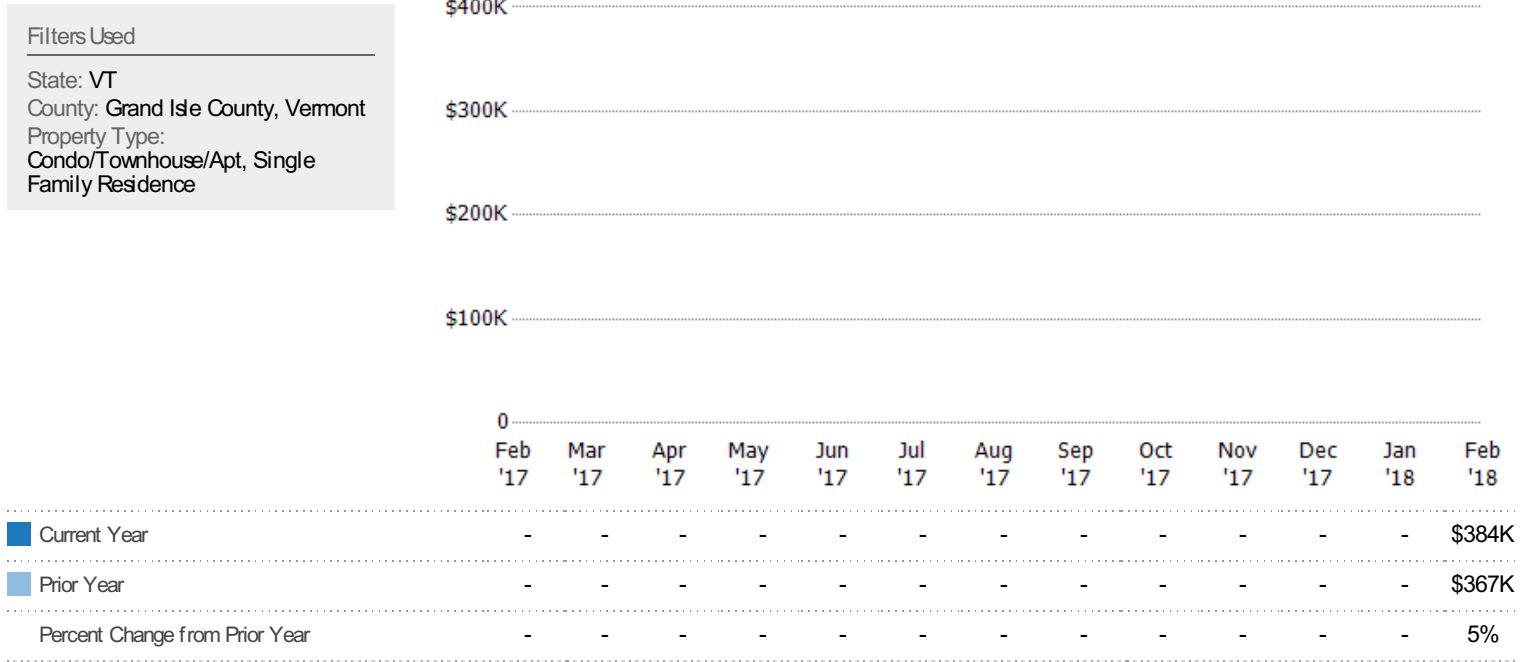 Filters Used
State: VT
County: Grand Isle County, Vermont
Property Type:
Condo/Townhouse/Apt, Single
Family Residence
$400K
$300K
$200K
$100K
0
Feb Mar Apr May Jun Jul Aug Sep Oct Nov Dec Jan Feb
'17 '17 '17 '17 '17 '17 '17 '17 '17 '17 '17 '18 '18
Current Year - - - - - - - - - - - - $384K
Prior Year - - - - - - - - - - - - $367K
Percent Change from Prior Year - - - - - - - - - - - - 5%